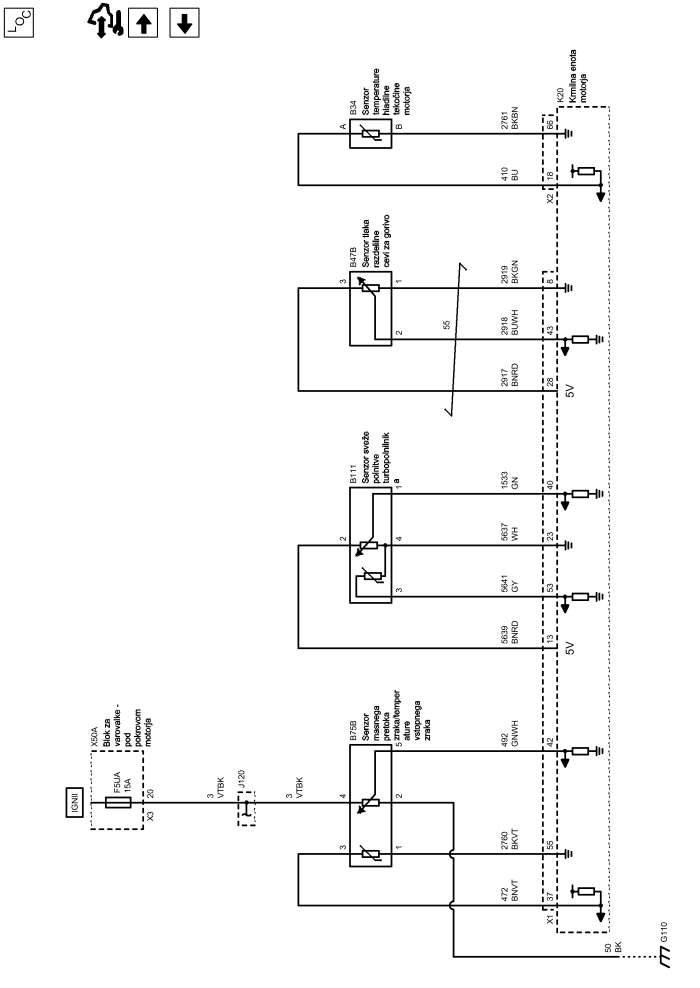 LOC
IGNII
X50A
Blok za
varovalke -
pod
pokrovom
motorja
F5UA
15A
X3
20
3
VTBK
J120
3
VTBK
B75B
Senzor
masnega
pretoka
zraka/temper
ature
vstopnega
zraka
3
4
1
2
5
472
BNVT
2760
BKVT
492
GNWH
X1
37
55
42
50
BK
G110
B111
Senzor sveže
polnitve
turbopolnilnik
a
2
3
4
1
5639
BNRD
5641
GY
5637
WH
1533
GN
13
53
23
40
5V
B47B
Senzor tlaka
razdelilne
cevi za gorivo
3
2
1
55
2917
BNRD
2918
BUWH
2919
BKGN
28
43
8
5V
B34
Senzor
temperature
hladilne
tekočine
motorja
A
B
410
BU
2761
BKBN
X2
18
56
K20
Krmilna enota
motorja